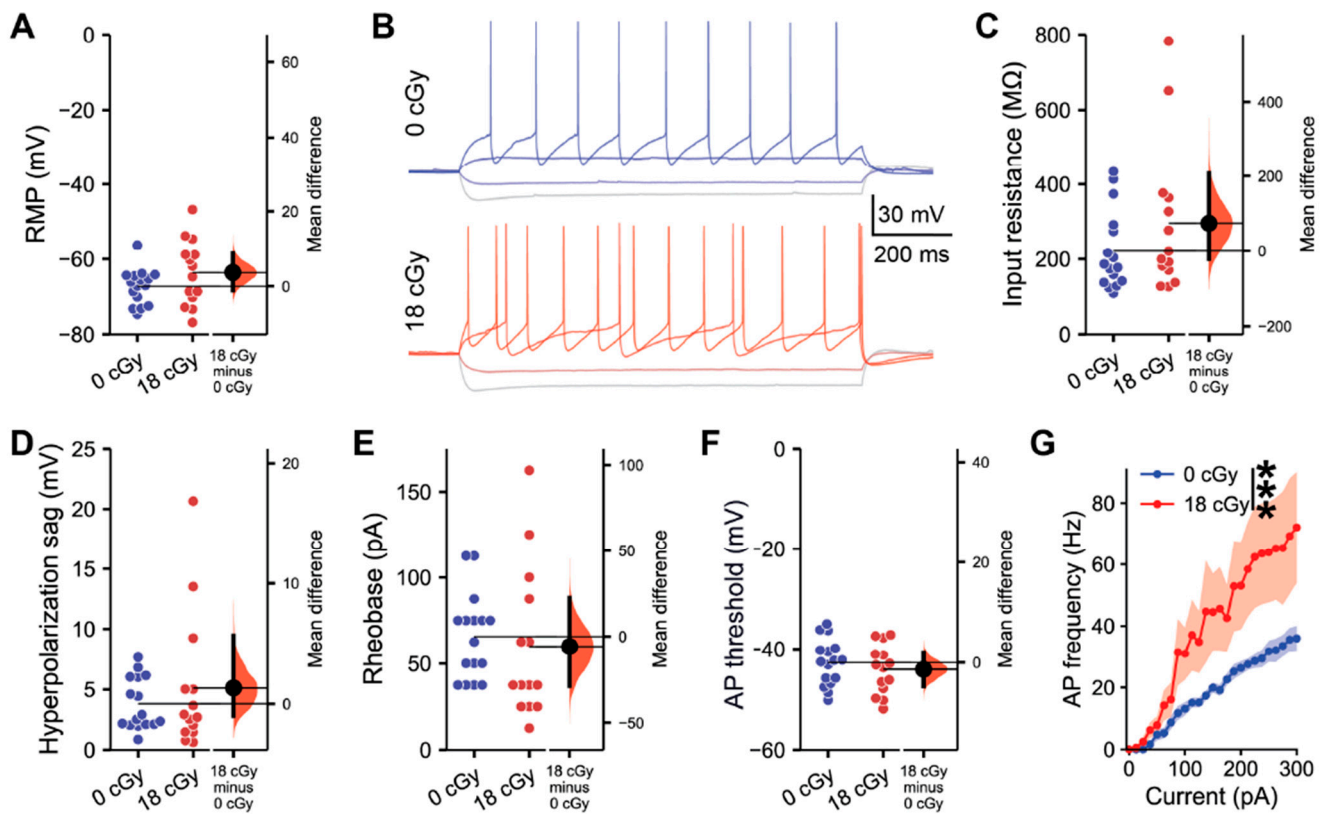 A
RMP (mV)
0
−20
−40
−60
−80
60
40
20
0
Mean difference
0 cGy
18 cGy
18 cGy
minus
0 cGy
B
0 cGy
18 cGy
30 mV
200 ms
C
Input resistance (MΩ)
800
600
400
200
0
400
200
0
−200
Mean difference
0 cGy
18 cGy
18 cGy
minus
0 cGy
D
Hyperpolarization sag (mV)
25
20
15
10
5
0
20
10
0
Mean difference
0 cGy
18 cGy
18 cGy
minus
0 cGy
E
Rheobase (pA)
150
100
50
0
100
50
0
−50
Mean difference
0 cGy
18 cGy
18 cGy
minus
0 cGy
F
AP threshold (mV)
0
−20
−40
−60
40
20
0
Mean difference
0 cGy
18 cGy
18 cGy
minus
0 cGy
G
AP frequency (Hz)
80
60
40
20
0
0 cGy
18 cGy
***
0
100
200
300
Current (pA)